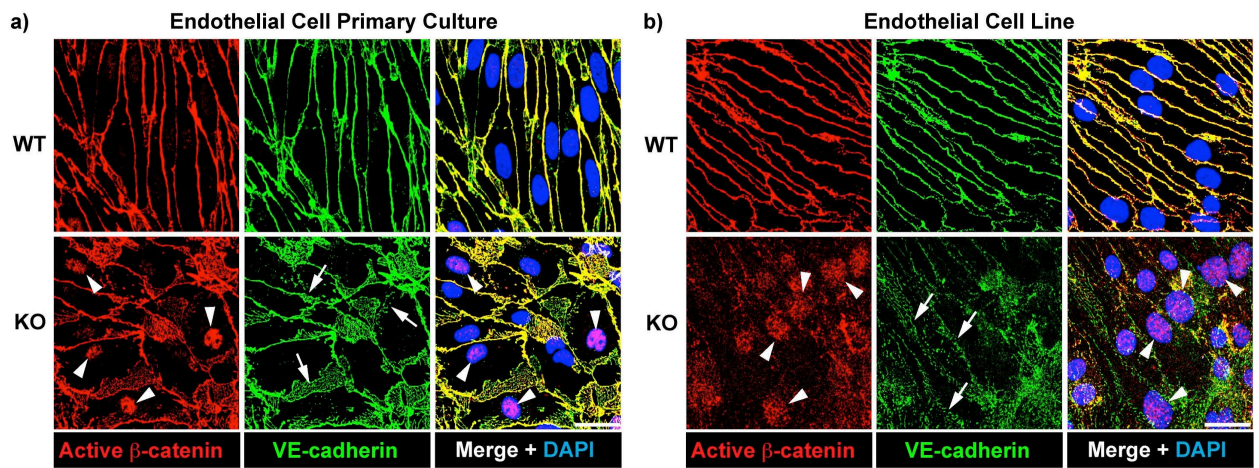 a) Endothelial Cell Primary Culture
WT
KO
Active β-catenin VE-cadherin Merge + DAPI
b) Endothelial Cell Line
WT
KO
Active β-catenin VE-cadherin Merge + DAPI